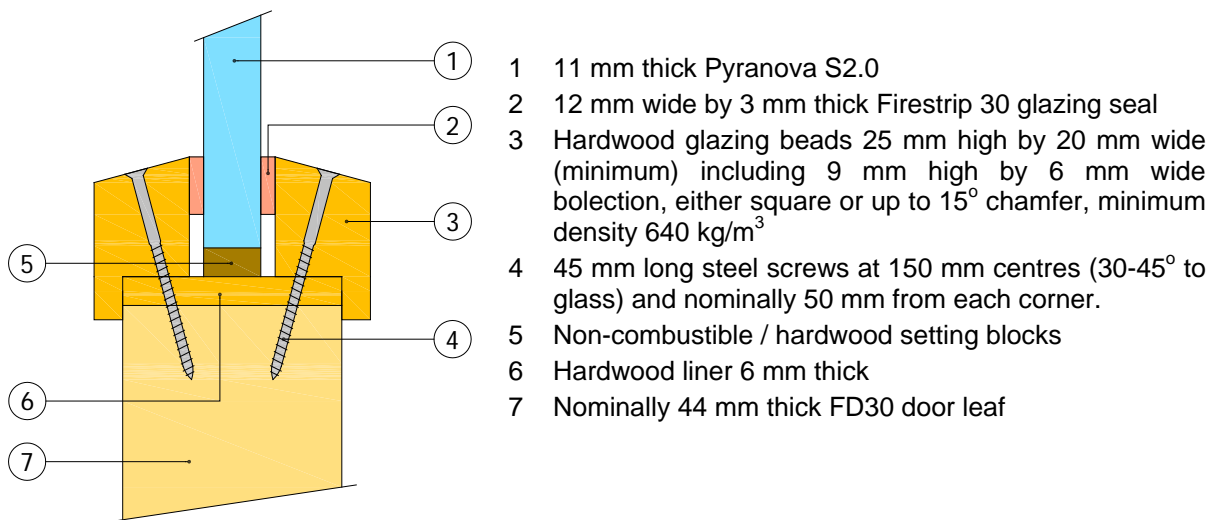 1
2
3
5
4
6
7
1 11 mm thick Pyranova S2.0
2 12 mm wide by 3 mm thick Firestrip 30 glazing seal
3 Hardwood glazing beads 25 mm high by 20 mm wide
(minimum) including 9 mm high by 6 mm wide
bolection, either square or up to 15° chamfer, minimum
density 640 kg/m³
4 45 mm long steel screws at 150 mm centres (30-45° to
glass) and nominally 50 mm from each corner.
5 Non-combustible / hardwood setting blocks
6 Hardwood liner 6 mm thick
7 Nominally 44 mm thick FD30 door leaf